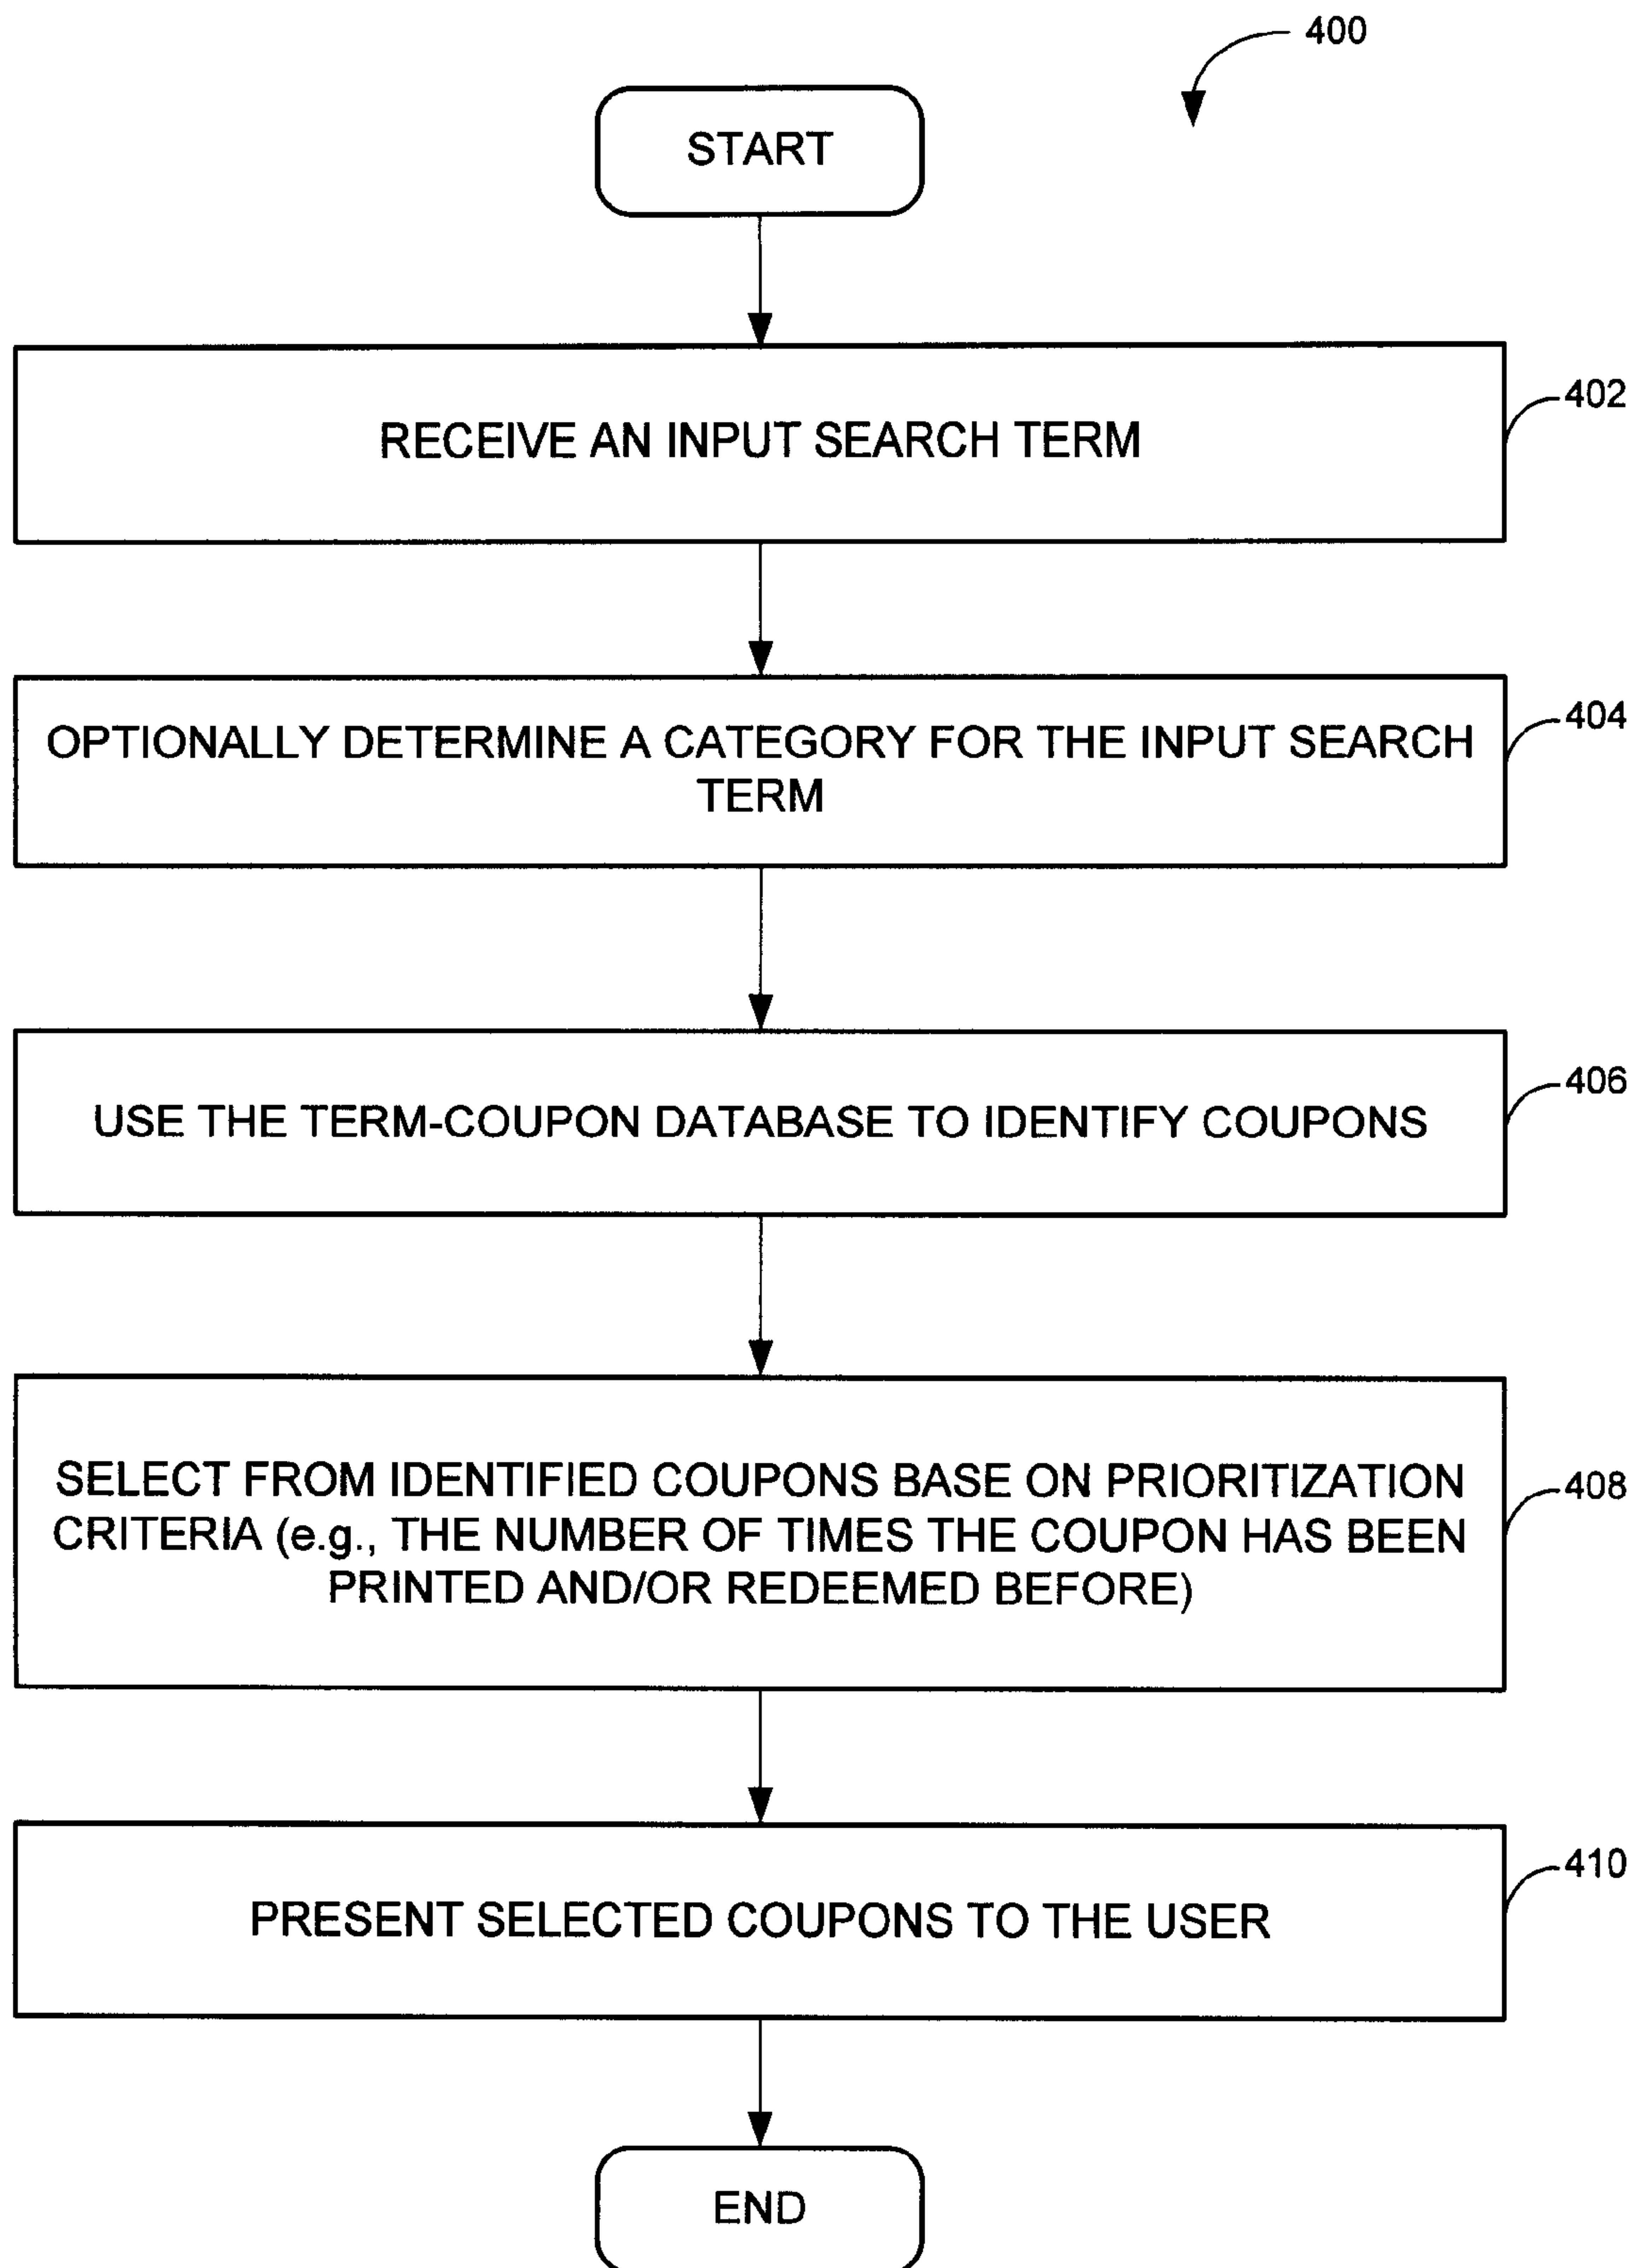 400
START
RECEIVE AN INPUT SEARCH TERM
402
OPTIONALLY DETERMINE A CATEGORY FOR THE INPUT SEARCH
TERM
404
USE THE TERM-COUPON DATABASE TO IDENTIFY COUPONS
406
SELECT FROM IDENTIFIED COUPONS BASE ON PRIORITIZATION
CRITERIA (e.g., THE NUMBER OF TIMES THE COUPON HAS BEEN
PRINTED AND/OR REDEEMED BEFORE)
408
PRESENT SELECTED COUPONS TO THE USER
410
END